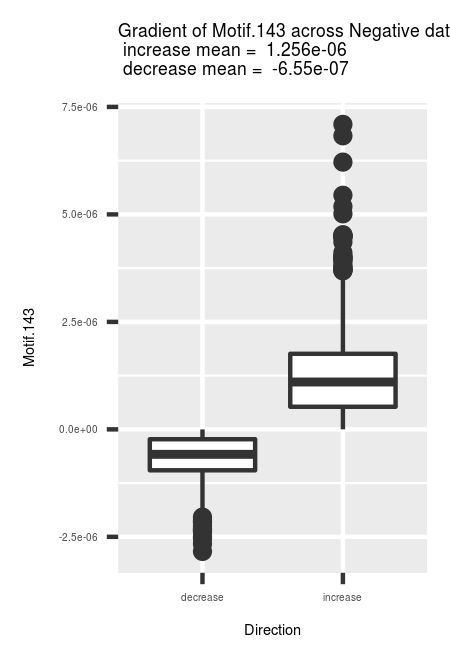 Gradient of Motif.143 across Negative dat
increase mean =  1.256e-06
decrease mean =  -6.55e-07
7.5e-06
5.0e-06
2.5e-06
0.0e+00
-2.5e-06
Motif.143
decrease
increase
Direction